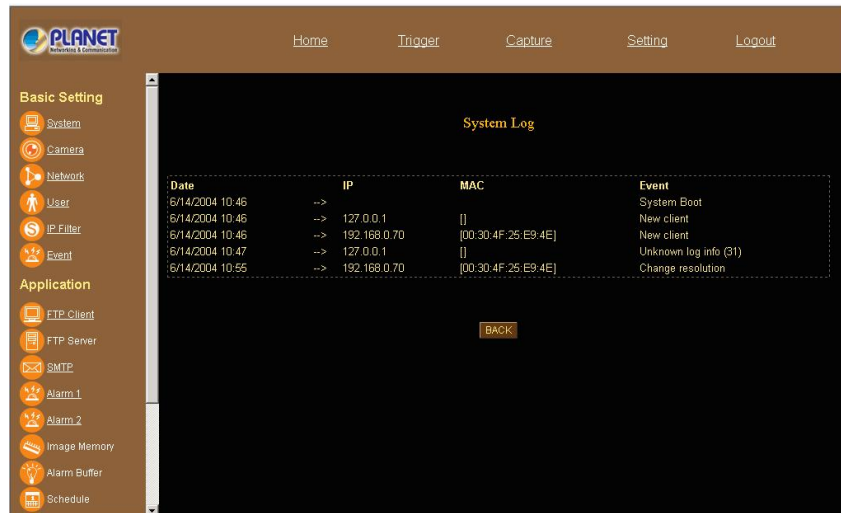 PLANET
Networking & Communication
Home Trigger Capture Setting Logout
Basic Setting
System
Camera
Network
User
IP Filter
Event
Application
FTP Client
FTP Server
SMTP
Alarm 1
Alarm 2
Image Memory
Alarm Buffer
Schedule
System Log
Date IP MAC Event
6/14/2004 10:46 --> System Boot
6/14/2004 10:46 --> 127.0.0.1 [] New client
6/14/2004 10:46 --> 192.168.0.70 [00:30:4F:25:E9:4E] New client
6/14/2004 10:47 --> 127.0.0.1 [] Unknown log info (31)
6/14/2004 10:55 --> 192.168.0.70 [00:30:4F:25:E9:4E] Change resolution
BACK